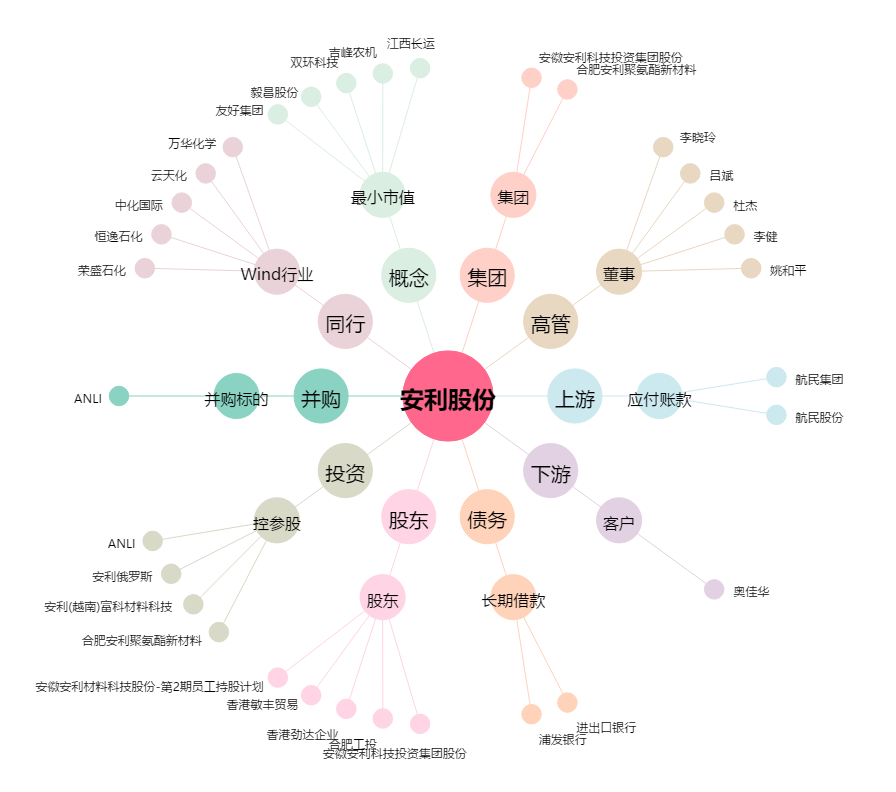 江西长运
吉峰农机
双环科技
毅昌股份
友好集团
安徽安利科技投资集团股份
合肥安利聚氨酯新材料
万华化学
云天化
中化国际
恒逸石化
荣盛石化
最小市值
集团
李晓玲
吕斌
杜杰
李健
姚和平
Wind行业
概念
集团
董事
同行
高管
ANLI
并购标的
并购
安利股份
上游
应付账款
航民集团
航民股份
投资
下游
控参股
股东
债务
客户
ANLI
安利俄罗斯
安利(越南)富科材料科技
合肥安利聚氨酯新材料
股东
长期借款
奥佳华
安徽安利材料科技股份-第2期员工持股计划
香港敏丰贸易
香港劲达企业
合肥工投
安徽安利科技投资集团股份
进出口银行
浦发银行